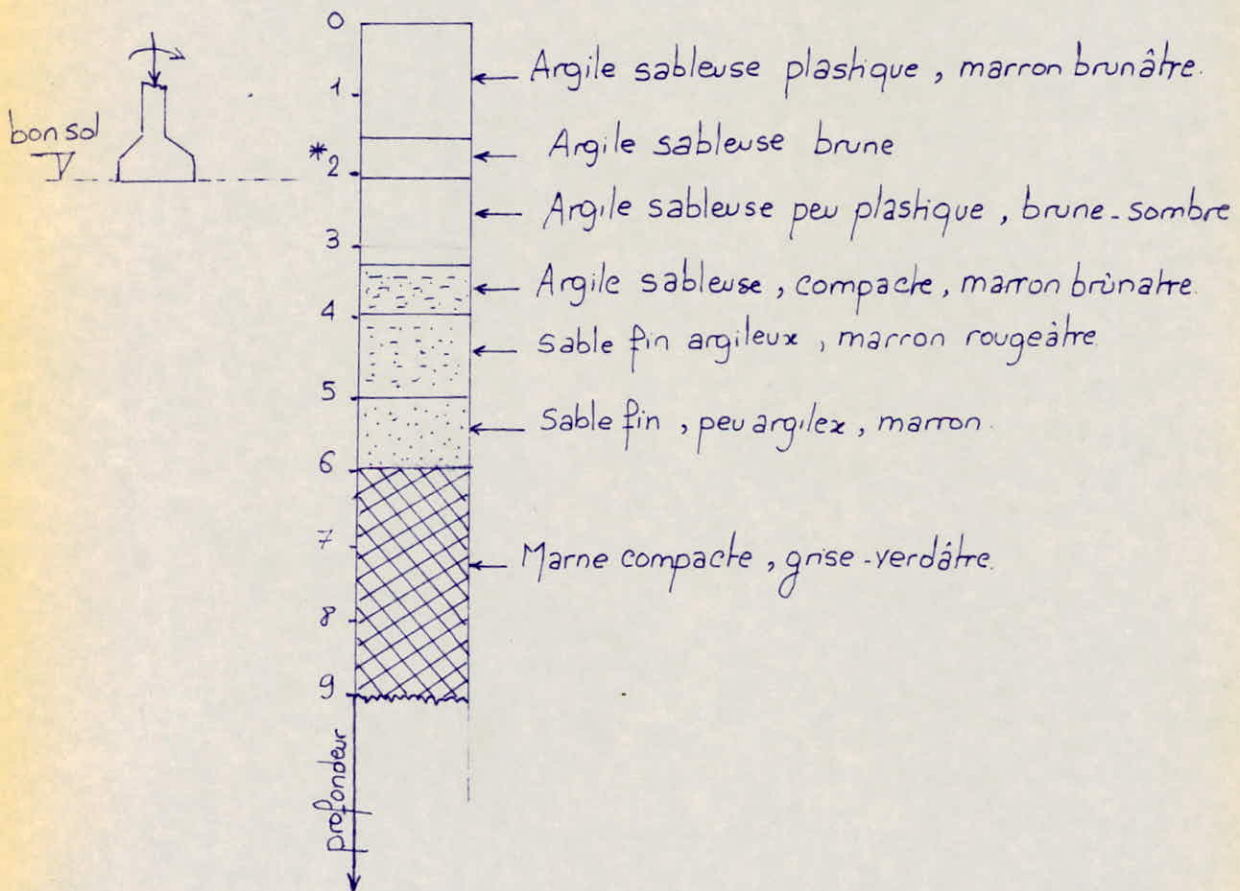 0
Argile sableuse plastique, marron brunâtre.
1
bon sol
Argile sableuse brune
*
2
Argile sableuse peu plastique, brune-sombre
3
Argile sableuse, compacte, marron brûnatre.
4
Sable fin argileux, marron rougeâtre
5
Sable fin, peu argilex, marron.
6
7
Marne compacte, grise-verdâtre.
8
9
profondeur